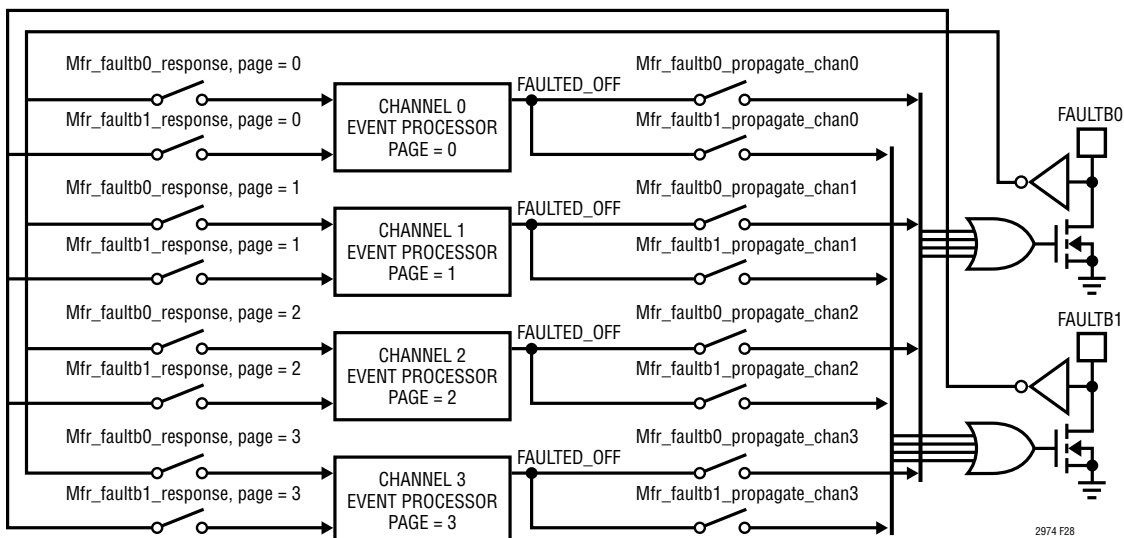 Mfr_faultb0_response, page = 0
Mfr_faultb0_propagate_chan0
FAULTED_OFF
CHANNEL 0
EVENT PROCESSOR
PAGE = 0
Mfr_faultb1_response, page = 0
Mfr_faultb1_propagate_chan0
FAULTB0
Mfr_faultb0_response, page = 1
Mfr_faultb0_propagate_chan1
FAULTED_OFF
CHANNEL 1
EVENT PROCESSOR
PAGE = 1
Mfr_faultb1_response, page = 1
Mfr_faultb1_propagate_chan1
Mfr_faultb0_response, page = 2
Mfr_faultb0_propagate_chan2
FAULTB1
FAULTED_OFF
CHANNEL 2
EVENT PROCESSOR
PAGE = 2
Mfr_faultb1_response, page = 2
Mfr_faultb1_propagate_chan2
Mfr_faultb0_response, page = 3
Mfr_faultb0_propagate_chan3
FAULTED_OFF
CHANNEL 3
EVENT PROCESSOR
PAGE = 3
Mfr_faultb1_response, page = 3
Mfr_faultb1_propagate_chan3
2974 F28